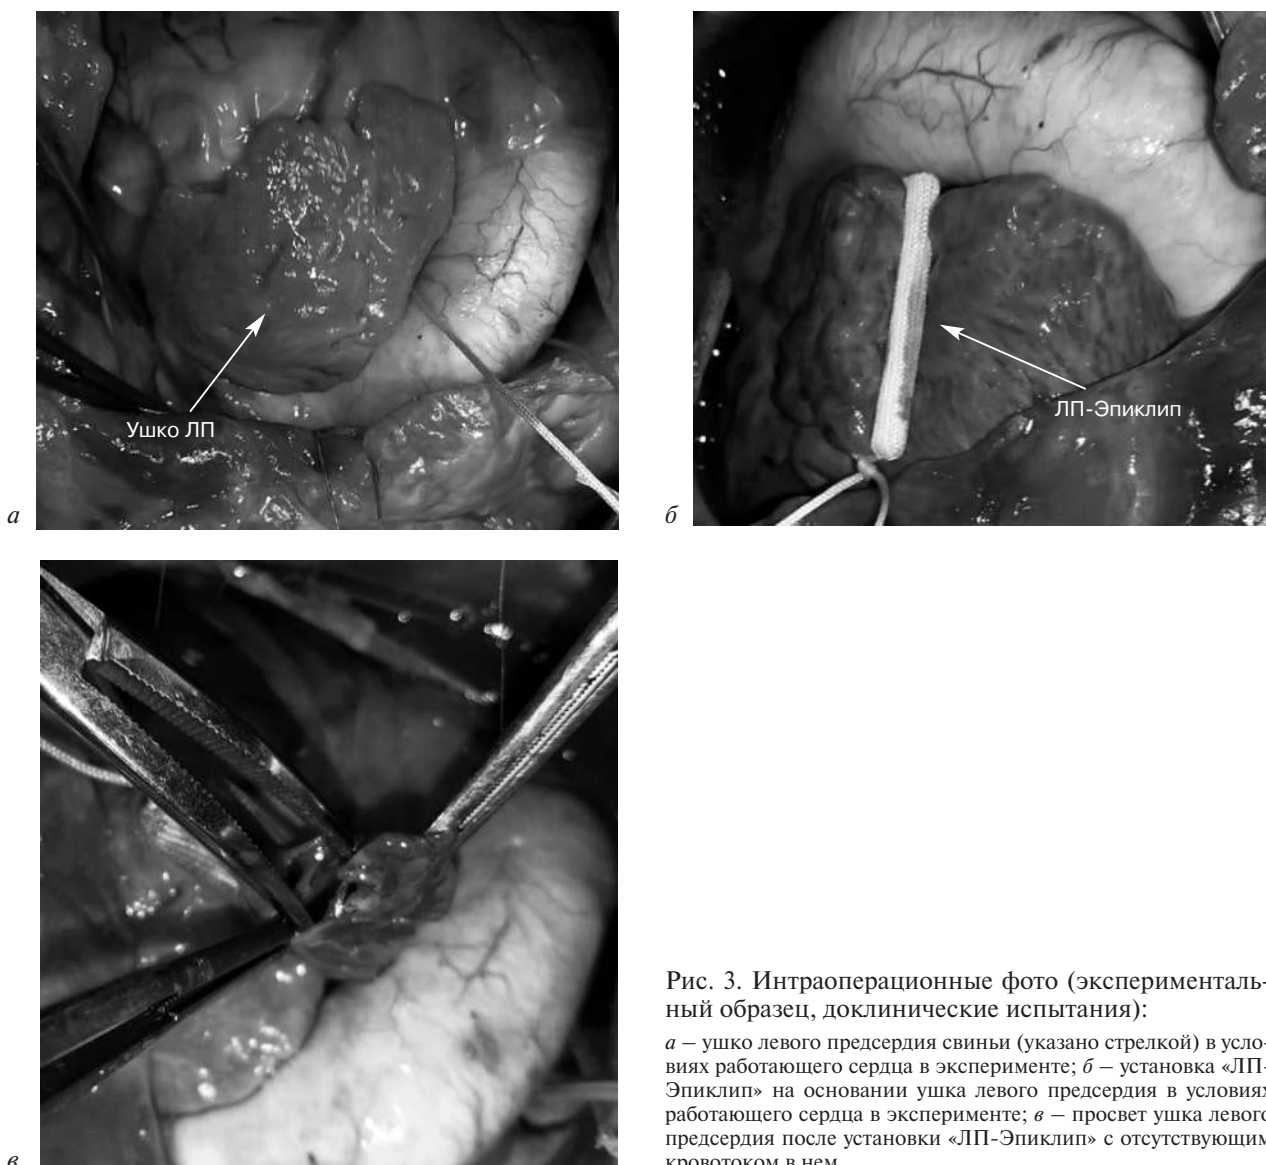 Ушко ЛП
а
ЛП-Эпиклип
б
в
Рис. 3. Интраоперационные фото (эксперименталь-
ный образец, доклинические испытания):
а – ушко левого предсердия свиньи (указано стрелкой) в усло-
виях работающего сердца в эксперименте; б – установка «ЛП-
Эпиклип» на основании ушка левого предсердия в условиях
работающего сердца в эксперименте; в – просвет ушка левого
предсердия после установки «ЛП-Эпиклип» с отсутствующим
кровотоком в нем